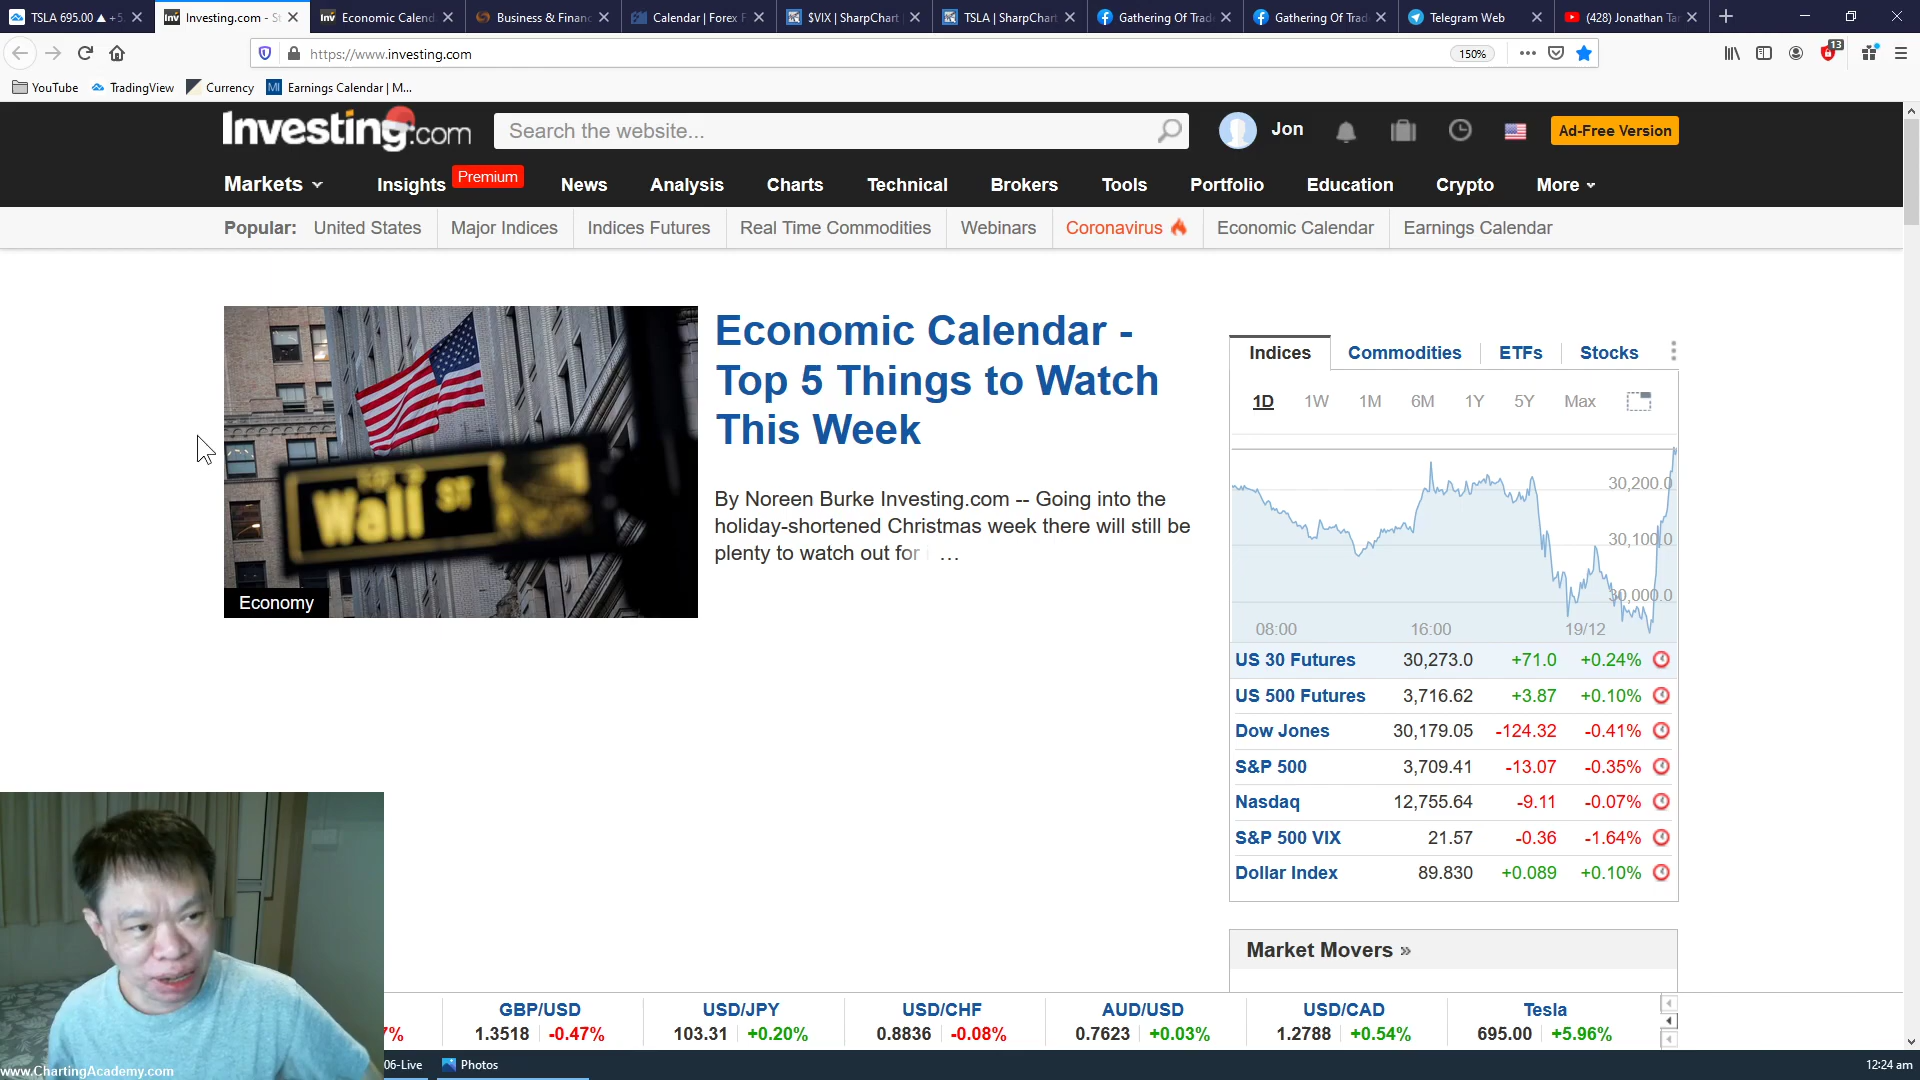 TSLA 695.00 ▲ +5.
Investing.com - St
Economic Calend
Business & Financ
Calendar | Forex F
$VIX | SharpChart
TSLA | SharpChart
Gathering Of Trad
Gathering Of Trad
Telegram Web
(428) Jonathan Tan
https://www.investing.com
150%
13
YouTube
TradingView
Currency
MI
Earnings Calendar | M...
Investing.com
Search the website...
Jon
Ad-Free Version
Markets
Insights
Premium
News
Analysis
Charts
Technical
Brokers
Tools
Portfolio
Education
Crypto
More
Popular:
United States
Major Indices
Indices Futures
Real Time Commodities
Webinars
Coronavirus
Economic Calendar
Earnings Calendar
Wall ST
Economy
Economic Calendar -
Top 5 Things to Watch
This Week
By Noreen Burke Investing.com -- Going into the
holiday-shortened Christmas week there will still be
plenty to watch out for ...
Indices
Commodities
ETFs
Stocks
1D 1W 1M 6M 1Y 5Y Max
30,200.0
30,100.0
30,000.0
08:00 16:00 19/12
US 30 Futures 30,273.0 +71.0 +0.24%
US 500 Futures 3,716.62 +3.87 +0.10%
Dow Jones 30,179.05 -124.32 -0.41%
S&P 500 3,709.41 -13.07 -0.35%
Nasdaq 12,755.64 -9.11 -0.07%
S&P 500 VIX 21.57 -0.36 -1.64%
Dollar Index 89.830 +0.089 +0.10%
Market Movers »
GBP/USD
1.3518 -0.47%
USD/JPY
103.31 +0.20%
USD/CHF
0.8836 -0.08%
AUD/USD
0.7623 +0.03%
USD/CAD
1.2788 +0.54%
Tesla
695.00 +5.96%
www.ChartingAcademy.com
06-Live
Photos
12:24 am